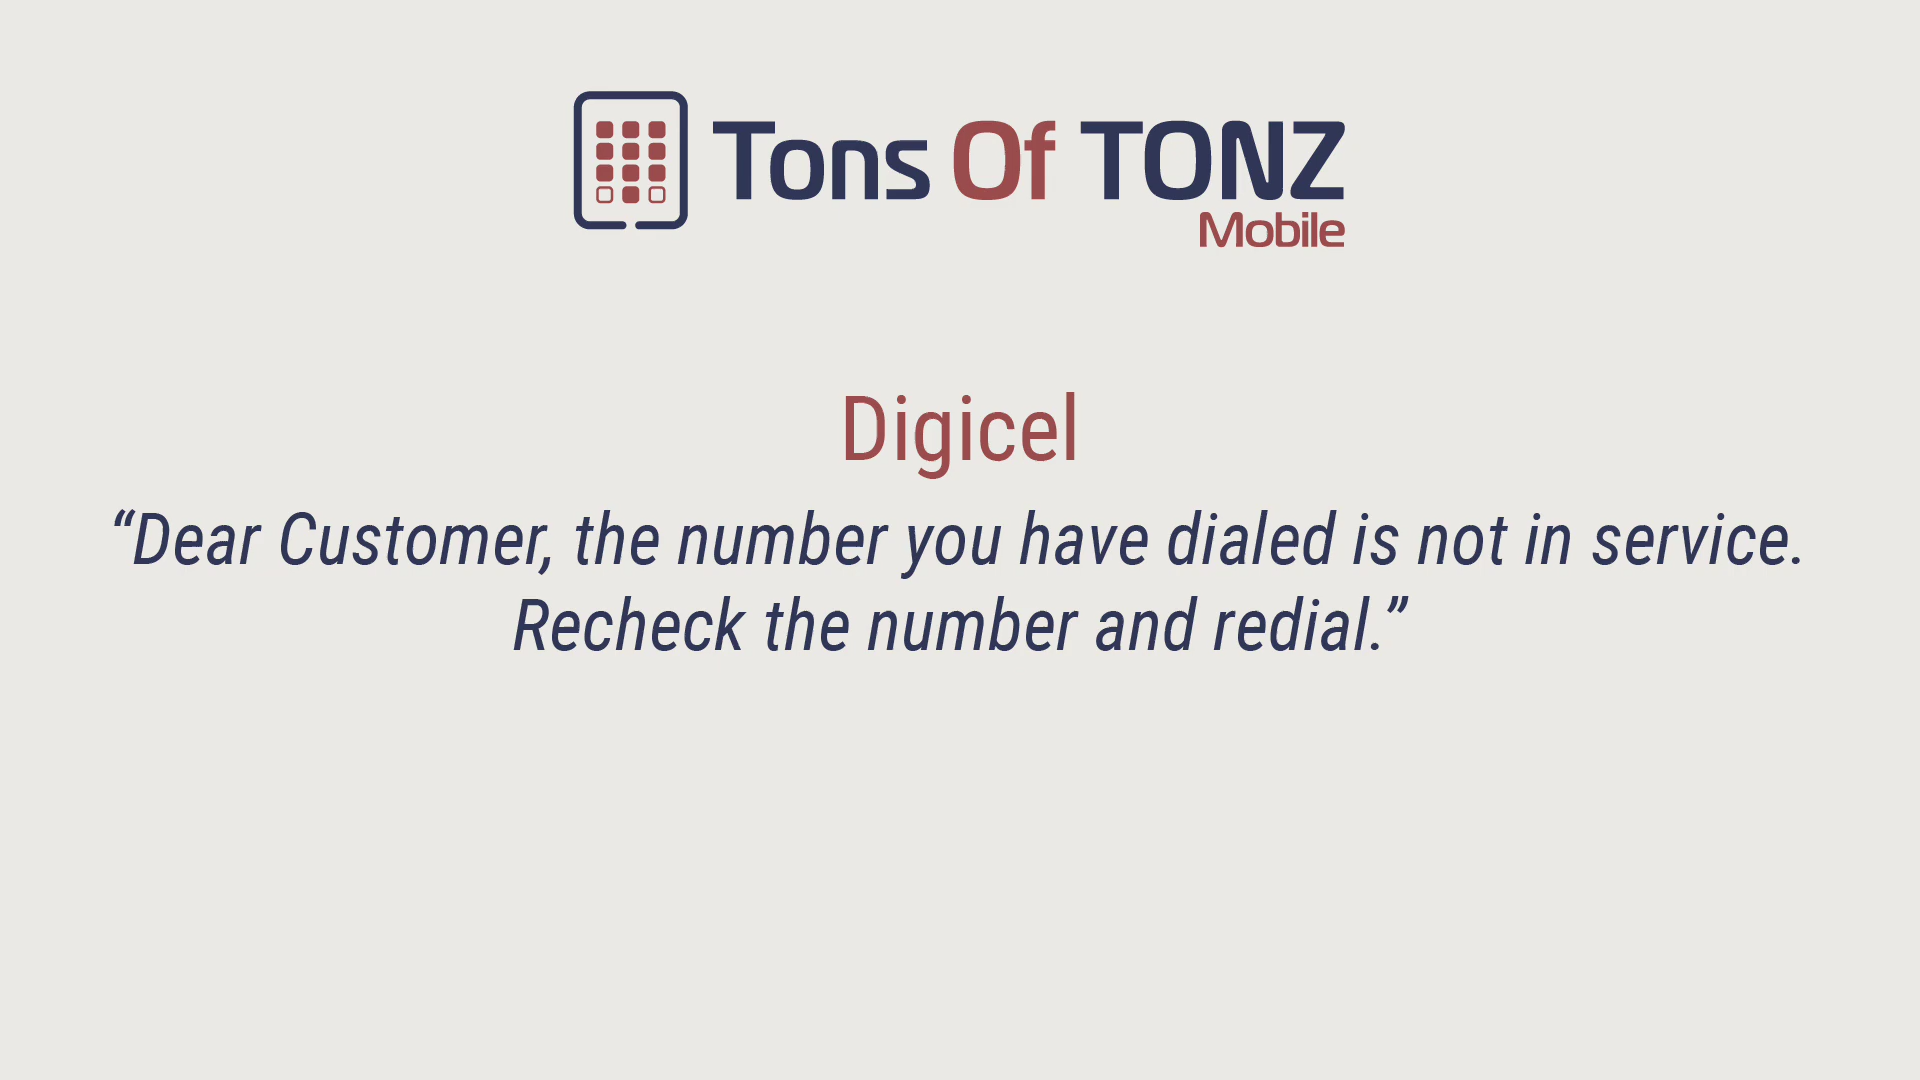 Tons Of TONZ
Mobile
Digicel
“Dear Customer, the number you have dialed is not in service.
Recheck the number and redial.”